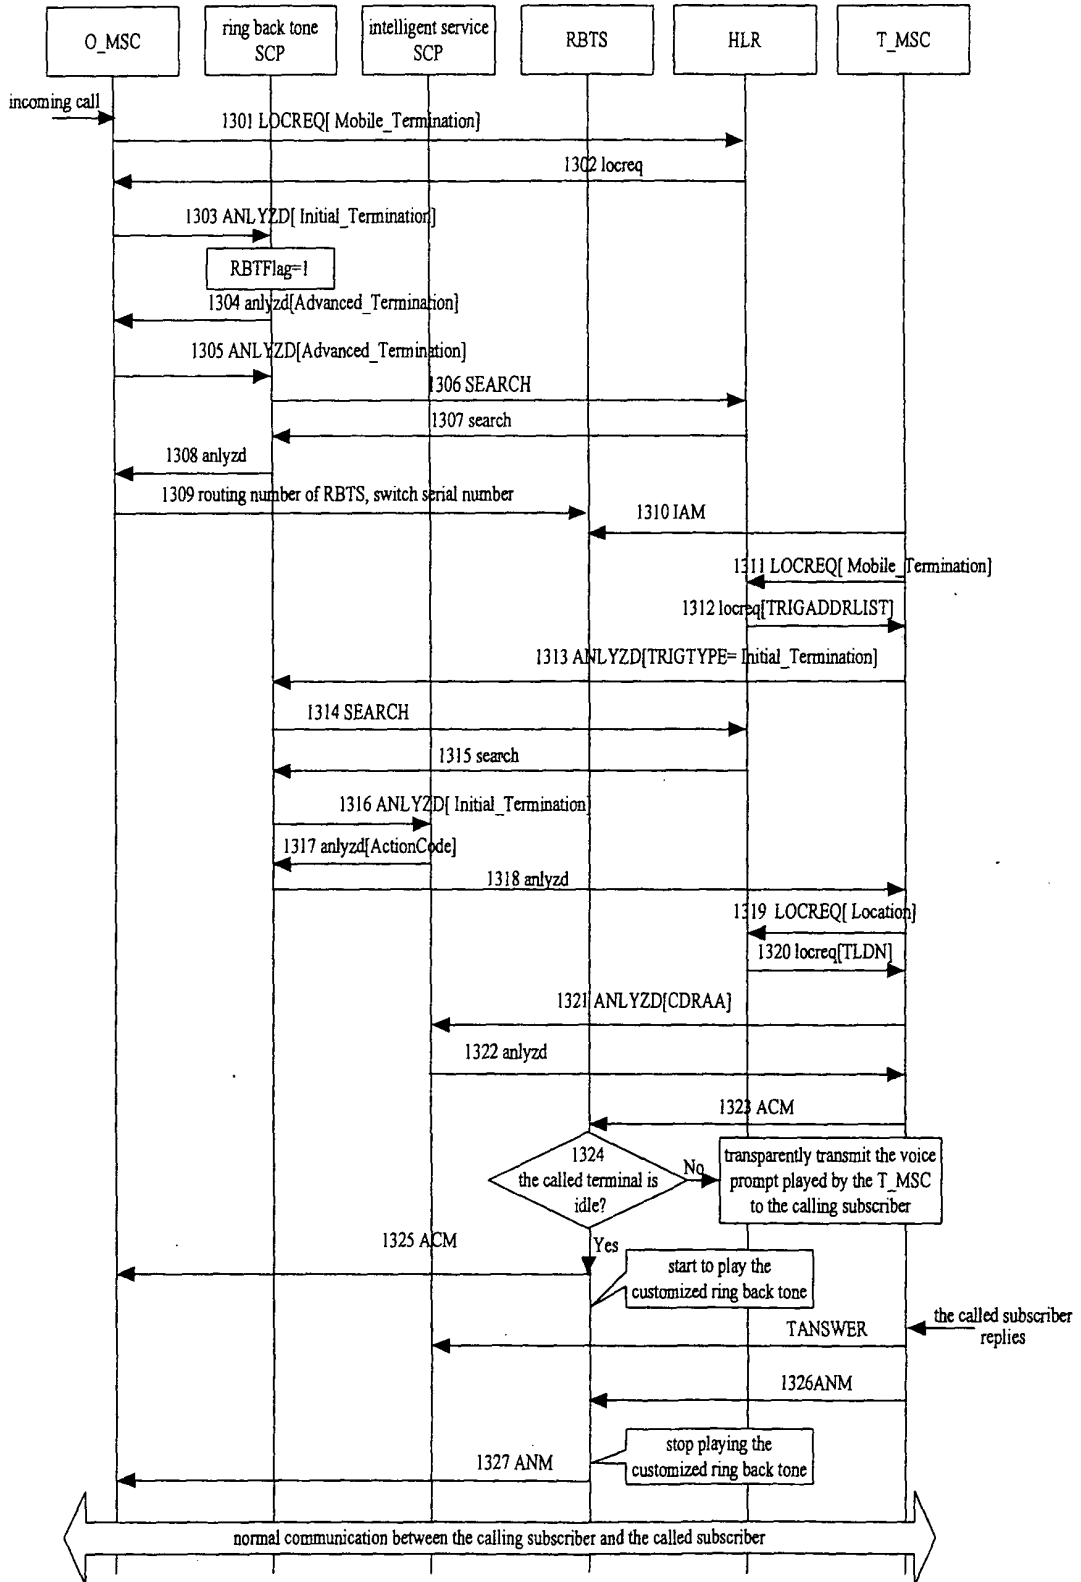 O_MSC
ring back tone
SCP
intelligent service
SCP
RBTS
HLR
T_MSC
incoming call
1301 LOCREQ[ Mobile_Termination]
1302 locreq
1303 ANLYZD[ Initial_Termination]
RBTFlag=1
1304 anlyzd[Advanced_Termination]
1305 ANLYZD[Advanced_Termination]
1306 SEARCH
1307 search
1308 anlyzd
1309 routing number of RBTS, switch serial number
1310 IAM
1311 LOCREQ[ Mobile_Termination]
1312 locreq[TRIGADDRLIST]
1313 ANLYZD[TRIGTYPE= Initial_Termination]
1314 SEARCH
1315 search
1316 ANLYZD[ Initial_Termination]
1317 anlyzd[ActionCode]
1318 anlyzd
1319 LOCREQ[ Location]
1320 locreq[TLDN]
1321 ANLYZD[CDRAA]
1322 anlyzd
1323 ACM
1324
the called terminal is
idle?
No
transparently transmit the voice
prompt played by the T_MSC
to the calling subscriber
Yes
1325 ACM
start to play the
customized ring back tone
the called subscriber
replies
TANSWER
1326ANM
stop playing the
customized ring back tone
1327 ANM
normal communication between the calling subscriber and the called subscriber